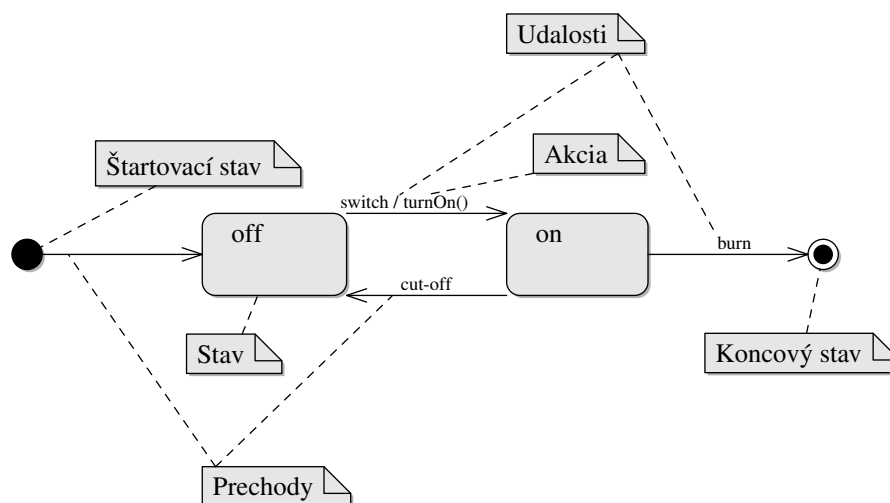 Udalosti
Akcia
Štartovací stav
switch / turnOn()
off
on
burn
cut-off
Stav
Koncový stav
Prechody